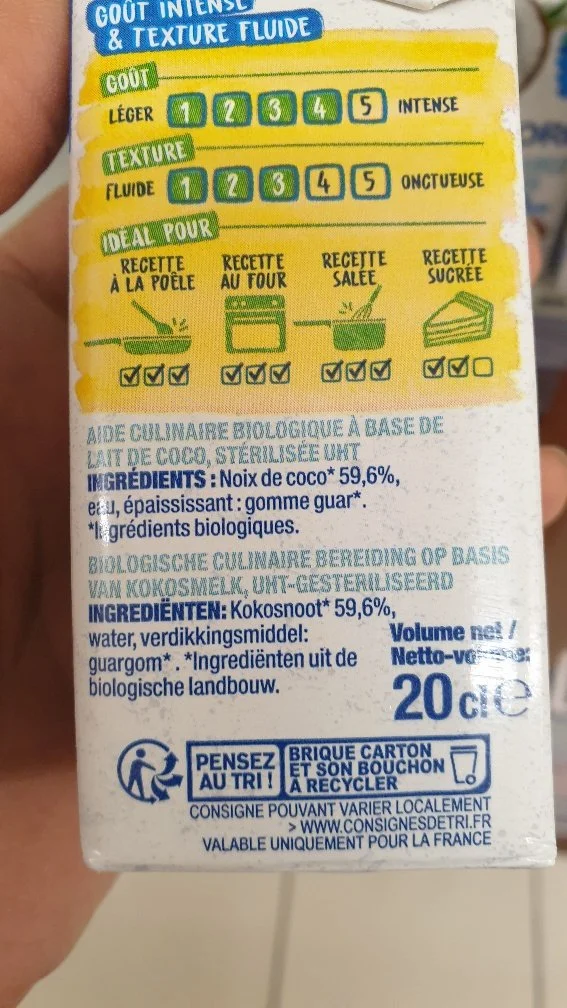 GOÛT INTENSE
& TEXTURE FLUIDE
GOÛT
LÉGER 1 2 3 4 5 INTENSE
TEXTURE
FLUIDE 1 2 3 4 5 ONCTUEUSE
IDÉAL POUR
RECETTE À LA POÊLE
RECETTE AU FOUR
RECETTE SALÉE
RECETTE SUCRÉE
AIDE CULINAIRE BIOLOGIQUE À BASE DE
LAIT DE COCO, STÉRILISÉE UHT
INGRÉDIENTS : Noix de coco* 59,6%,
eau, épaississant : gomme guar*.
*Ingrédients biologiques.
BIOLOGISCHE CULINAIRE BEREIDING OP BASIS
VAN KOKOSMELK, UHT-GESTERILISEERD
INGREDIËNTEN: Kokosnoot* 59,6%,
water, verdikkingsmiddel:
guargom*. *Ingrediënten uit de
biologische landbouw.
Volume net /
Netto-volume:
20 cl e
PENSEZ
AU TRI !
BRIQUE CARTON
ET SON BOUCHON
À RECYCLER
CONSIGNE POUVANT VARIER LOCALEMENT
> WWW.CONSIGNESDETRI.FR
VALABLE UNIQUEMENT POUR LA FRANCE